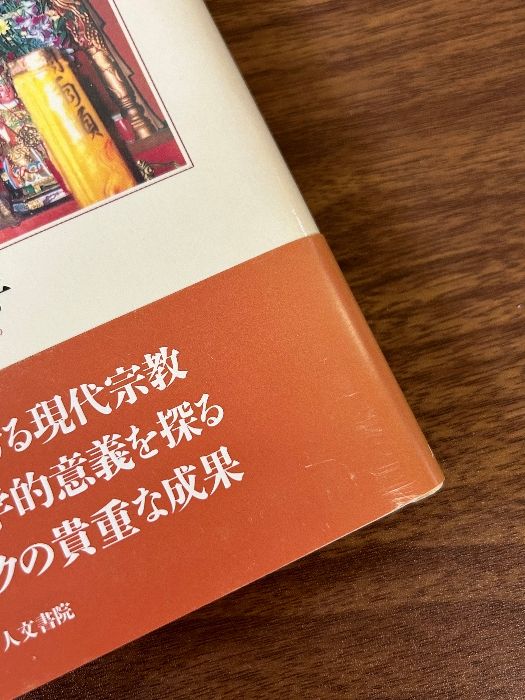 る現代宗教
的意義を探る
クの貴重な成果
人文書院